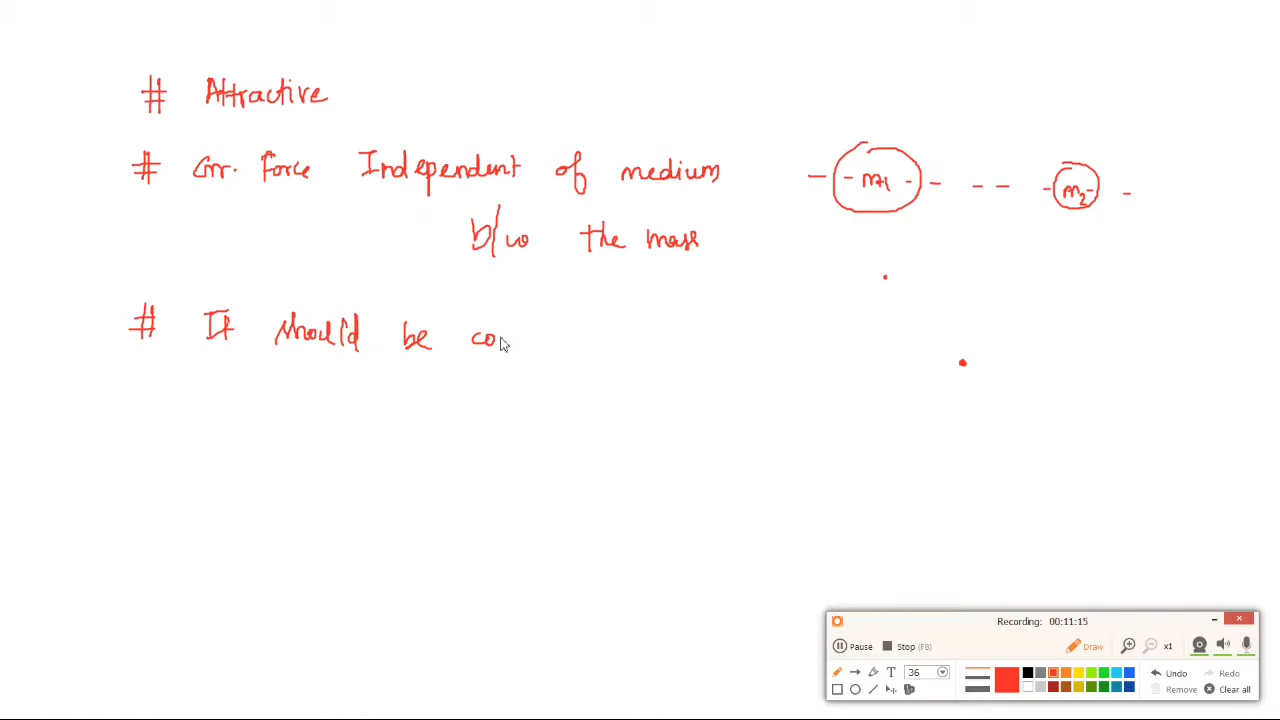 # Attractive
# Gr. force Independent of medium
b/w the mass
# It should be co
m1
m2
Recording: 00:11:15
Pause Stop (F8) Draw x1
T 36 Undo Redo
Remove Clear all